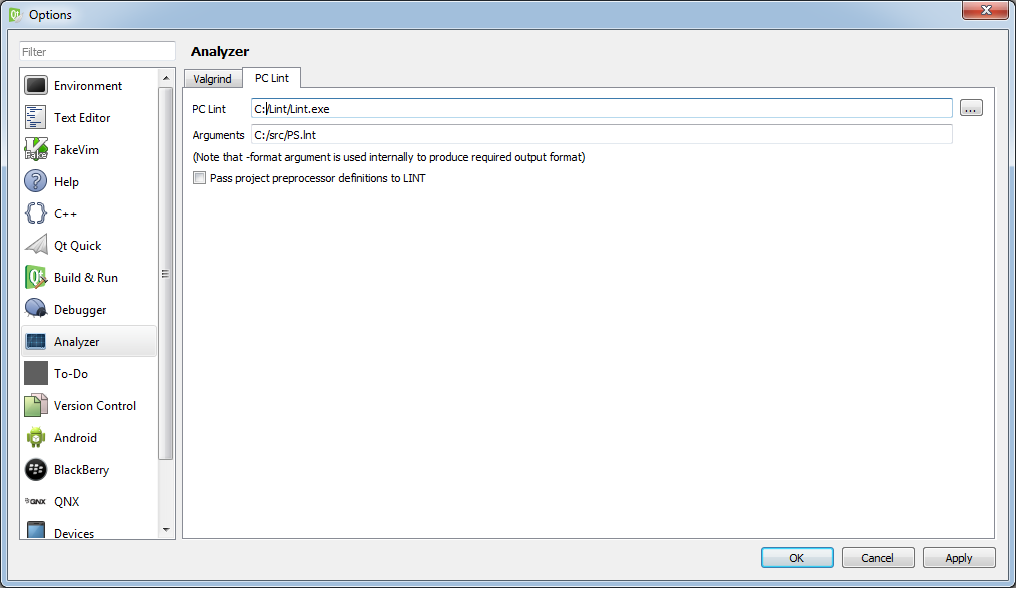 Options
Filter
Analyzer
Environment
Text Editor
FakeVim
Help
C++
Qt Quick
Build & Run
Debugger
Analyzer
To-Do
Version Control
Android
BlackBerry
QNX
Devices
Valgrind
PC Lint
PC Lint
C:/Lint/Lint.exe
...
Arguments
C:/src/PS.lnt
(Note that -format argument is used internally to produce required output format)
Pass project preprocessor definitions to LINT
OK
Cancel
Apply